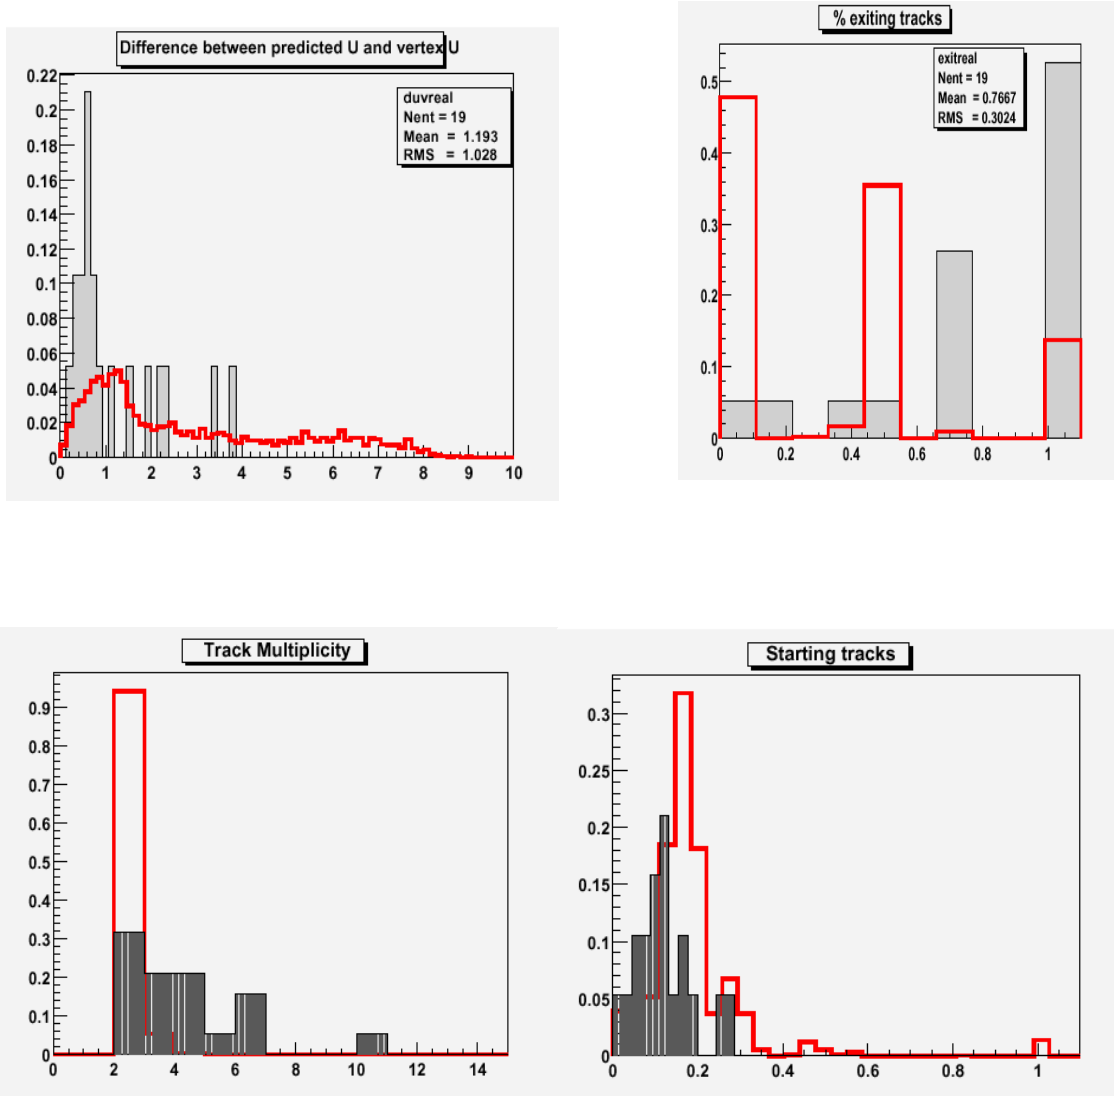 Difference between predicted U and vertex U
duvreal
Nent = 19
Mean = 1.193
RMS = 1.028
0.22
0.2
0.18
0.16
0.14
0.12
0.1
0.08
0.06
0.04
0.02
0
0 1 2 3 4 5 6 7 8 9 10
% exiting tracks
exitreal
Nent = 19
Mean = 0.7667
RMS = 0.3024
0.5
0.4
0.3
0.2
0.1
0
0 0.2 0.4 0.6 0.8 1
Track Multiplicity
0.9
0.8
0.7
0.6
0.5
0.4
0.3
0.2
0.1
0
0 2 4 6 8 10 12 14
Starting tracks
0.3
0.25
0.2
0.15
0.1
0.05
0
0 0.2 0.4 0.6 0.8 1